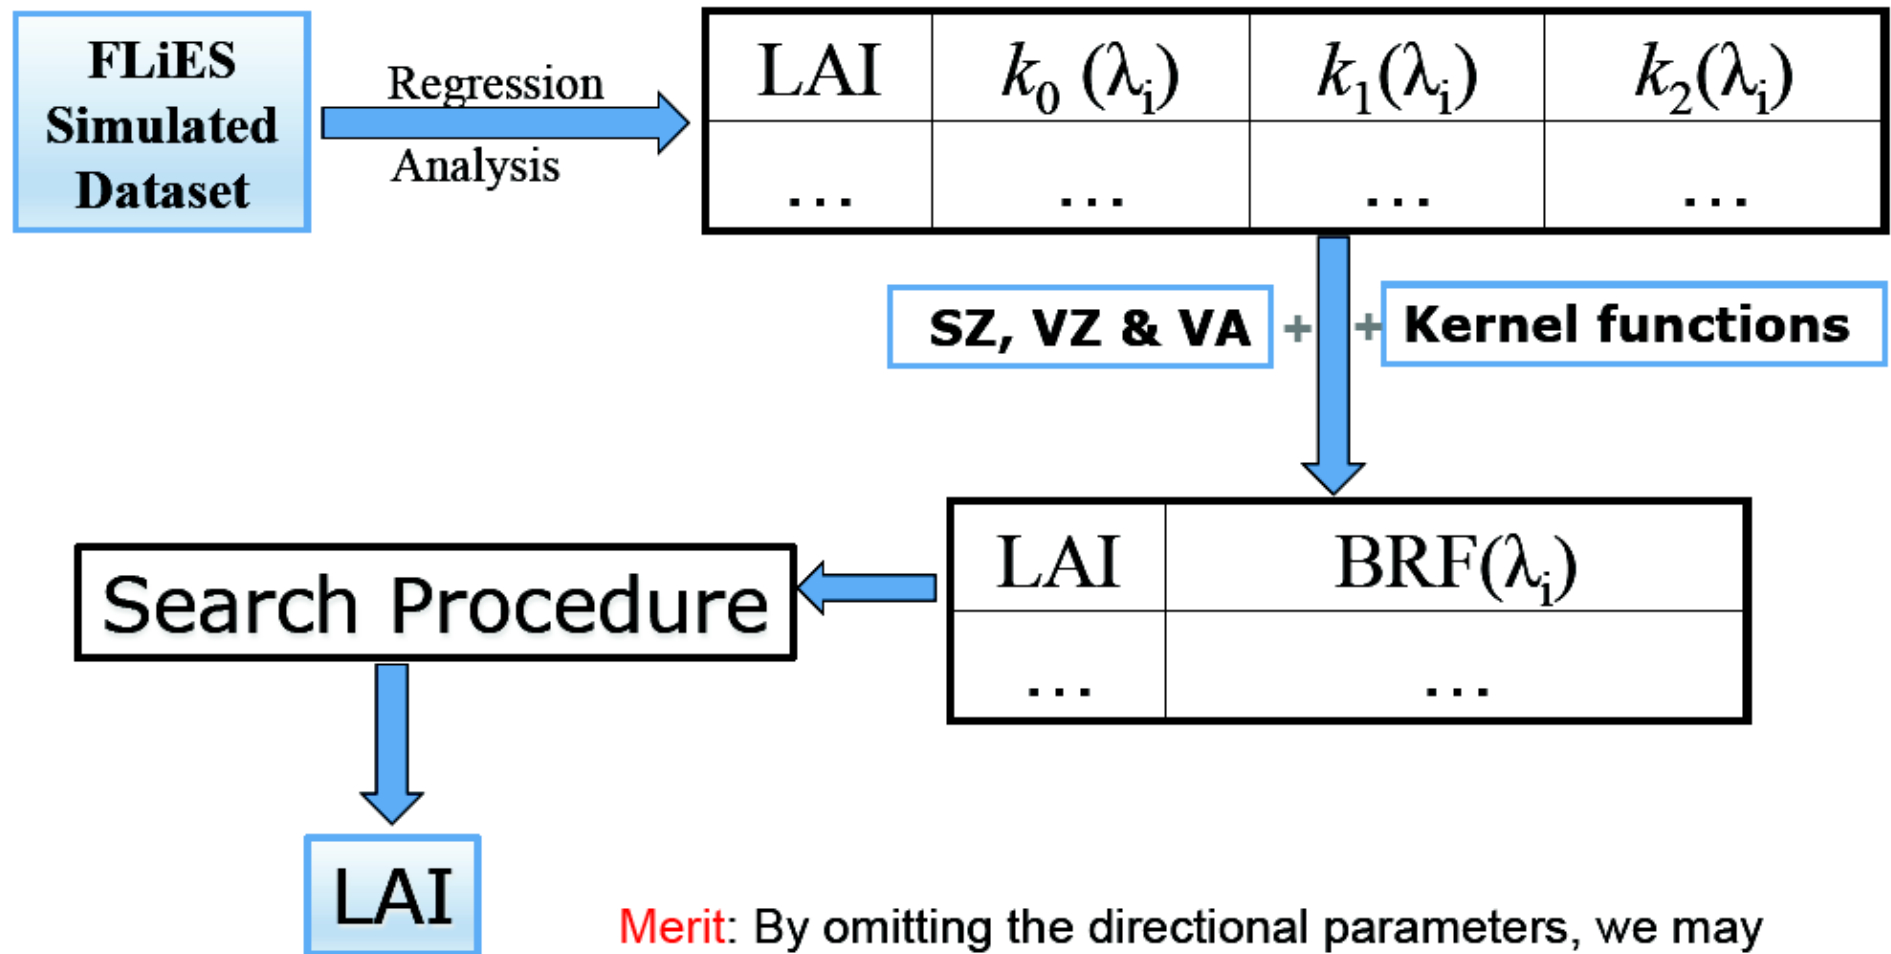 FLiES
Simulated
Dataset
Regression
Analysis
LAI k₀ (λᵢ) k₁(λᵢ) k₂(λᵢ)
... ... ... ...
SZ, VZ & VA + + Kernel functions
LAI BRF(λᵢ)
... ...
Search Procedure
LAI
Merit: By omitting the directional parameters, we may